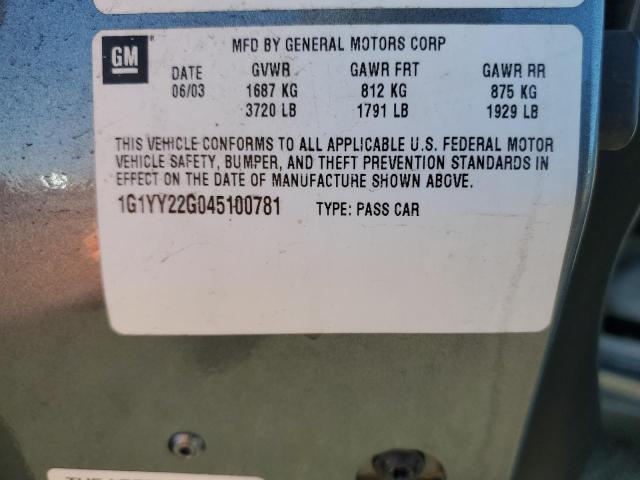 GM
MFD BY GENERAL MOTORS CORP
DATE GVWR GAWR FRT GAWR RR
06/03 1687 KG 812 KG 875 KG
3720 LB 1791 LB 1929 LB
THIS VEHICLE CONFORMS TO ALL APPLICABLE U.S. FEDERAL MOTOR
VEHICLE SAFETY, BUMPER, AND THEFT PREVENTION STANDARDS IN
EFFECT ON THE DATE OF MANUFACTURE SHOWN ABOVE.
1G1YY22G045100781 TYPE: PASS CAR